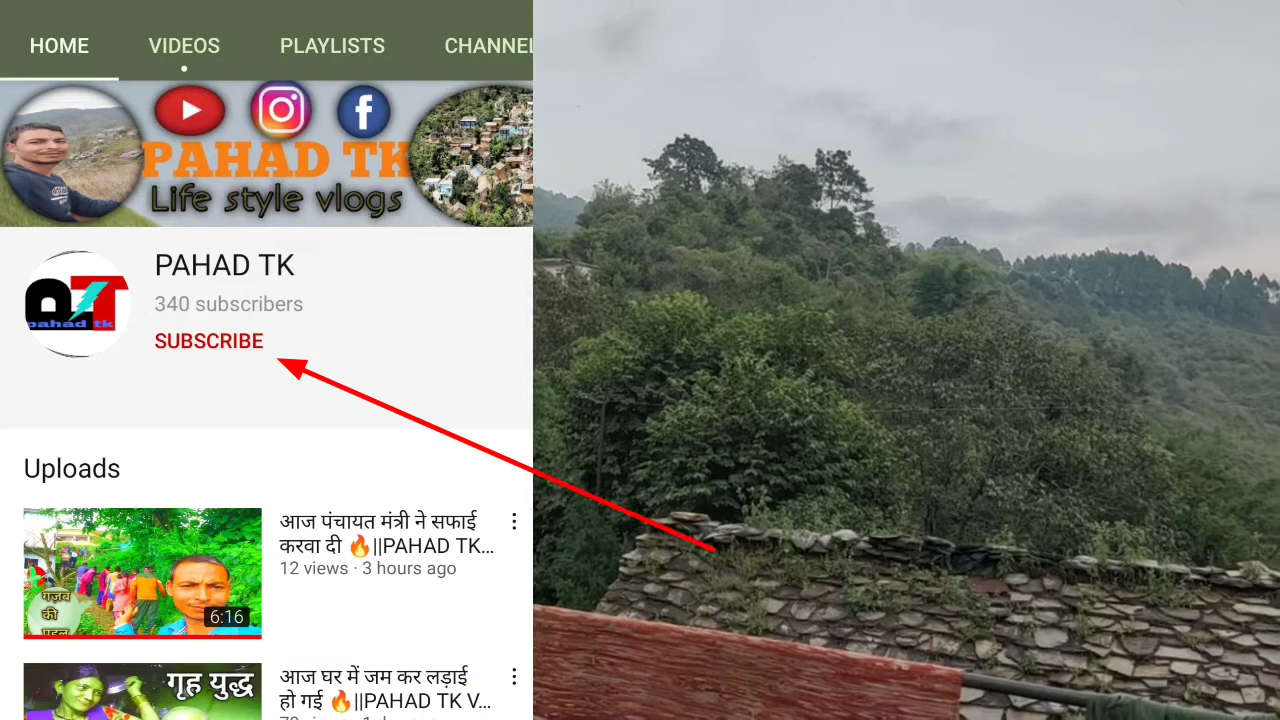 HOME VIDEOS PLAYLISTS CHANNEL
PAHAD TK
Life style vlogs
PAHAD TK
340 subscribers
SUBSCRIBE
pahad tk
Uploads
आज पंचायत मंत्री ने सफाई
करवा दी 🔥||PAHAD TK...
12 views · 3 hours ago
गज़ब
की
पहल
6:16
आज घर में जम कर लड़ाई
हो गई 🔥||PAHAD TK V...
गृह युद्ध